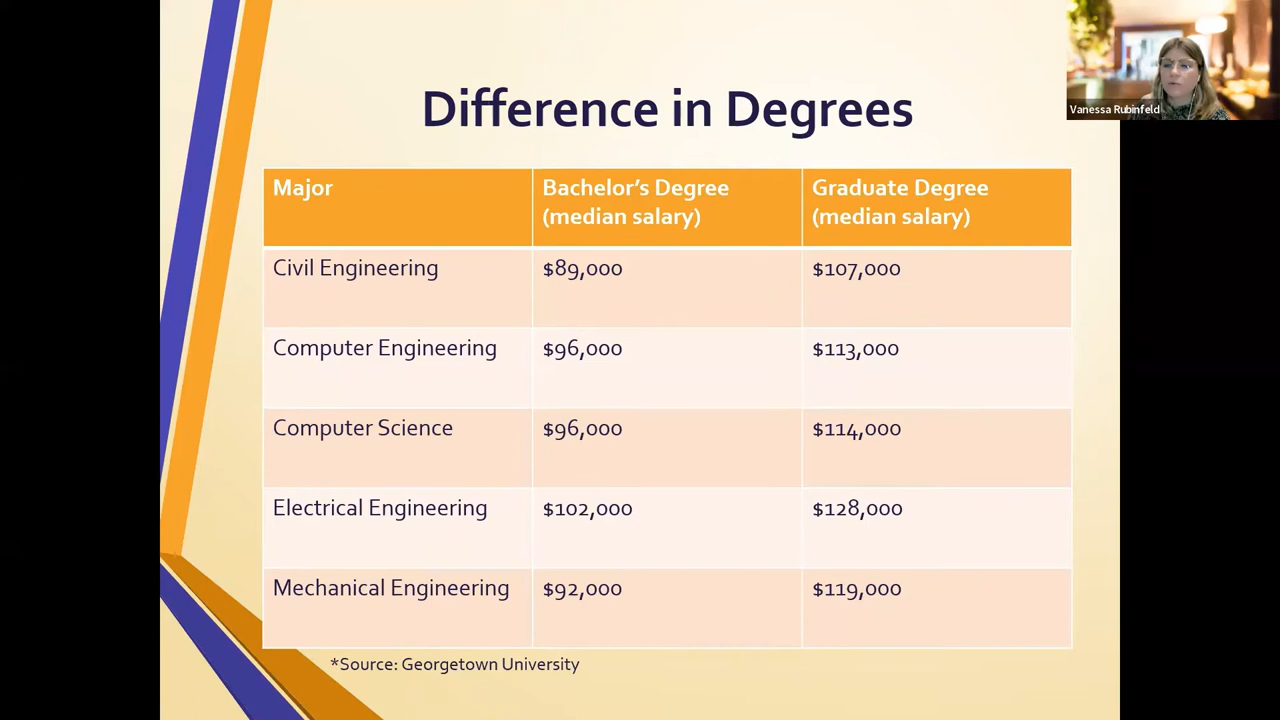 Difference in Degrees
Vanessa Rubinfeld
Major
Bachelor's Degree
(median salary)
Graduate Degree
(median salary)
Civil Engineering
$89,000
$107,000
Computer Engineering
$96,000
$113,000
Computer Science
$96,000
$114,000
Electrical Engineering
$102,000
$128,000
Mechanical Engineering
$92,000
$119,000
*Source: Georgetown University